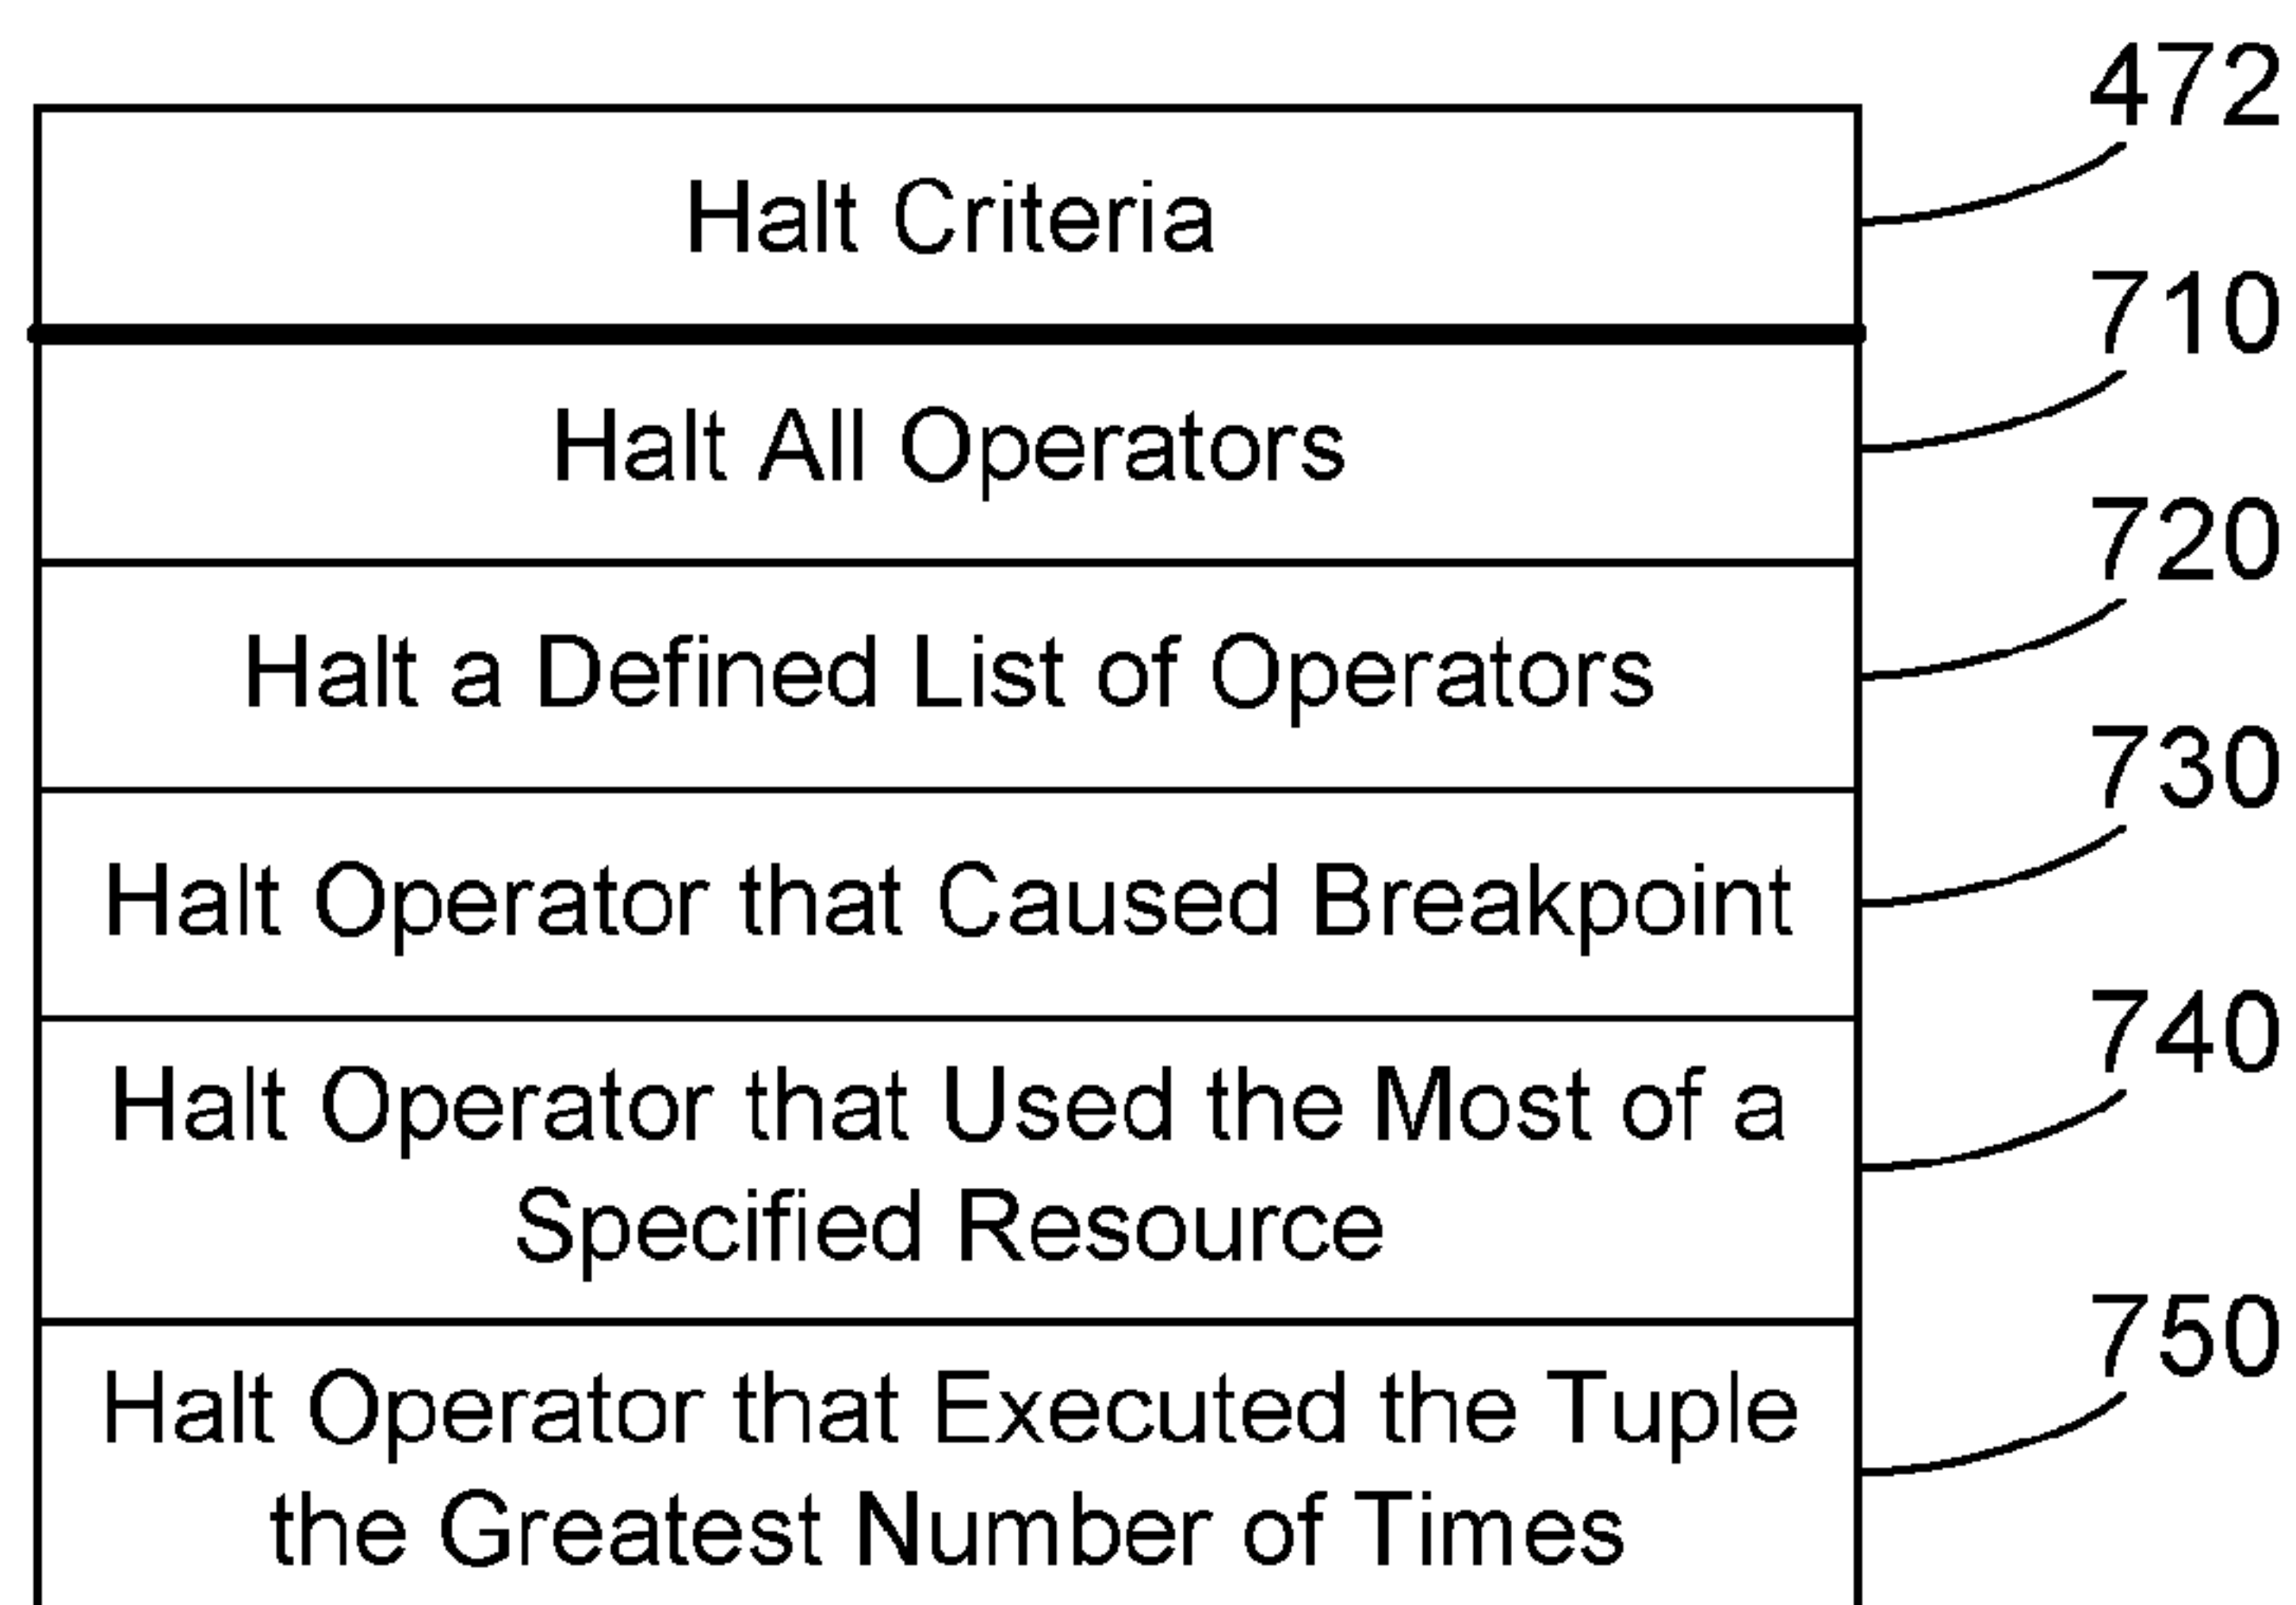 472
Halt Criteria
710
Halt All Operators
720
Halt a Defined List of Operators
730
Halt Operator that Caused Breakpoint
740
Halt Operator that Used the Most of a
Specified Resource
750
Halt Operator that Executed the Tuple
the Greatest Number of Times